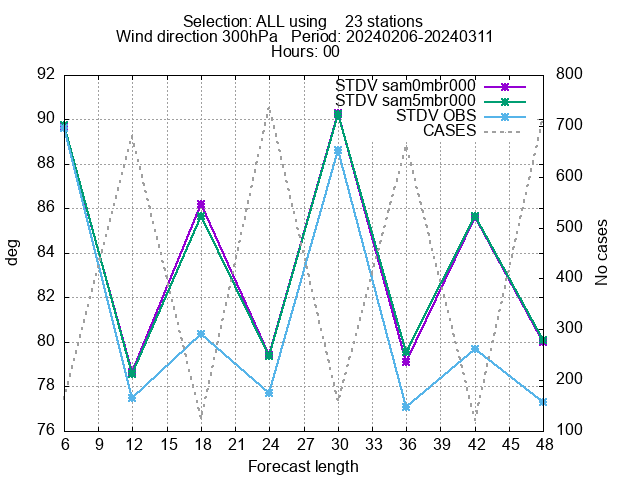 Selection: ALL using    23 stations
Wind direction 300hPa   Period: 20240206-20240311
Hours: 00
STDV sam0mbr000
STDV sam5mbr000
STDV OBS
CASES
92
90
88
86
84
82
80
78
76
deg
800
700
600
500
400
300
200
100
No cases
6 9 12 15 18 21 24 27 30 33 36 39 42 45 48
Forecast length